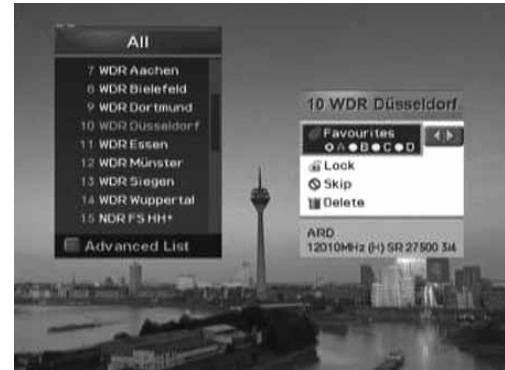 All
7 WDR Aachen
8 WDR Bielefeld
9 WDR Dortmund
10 WDR Düsseldorf
11 WDR Essen
12 WDR Münster
13 WDR Siegen
14 WDR Wuppertal
15 NDR FS HH*
Advanced List
10 WDR Düsseldorf
Favourites
A B C D
Lock
Skip
Delete
ARD
12010MHz (H) SR 27500 3/4